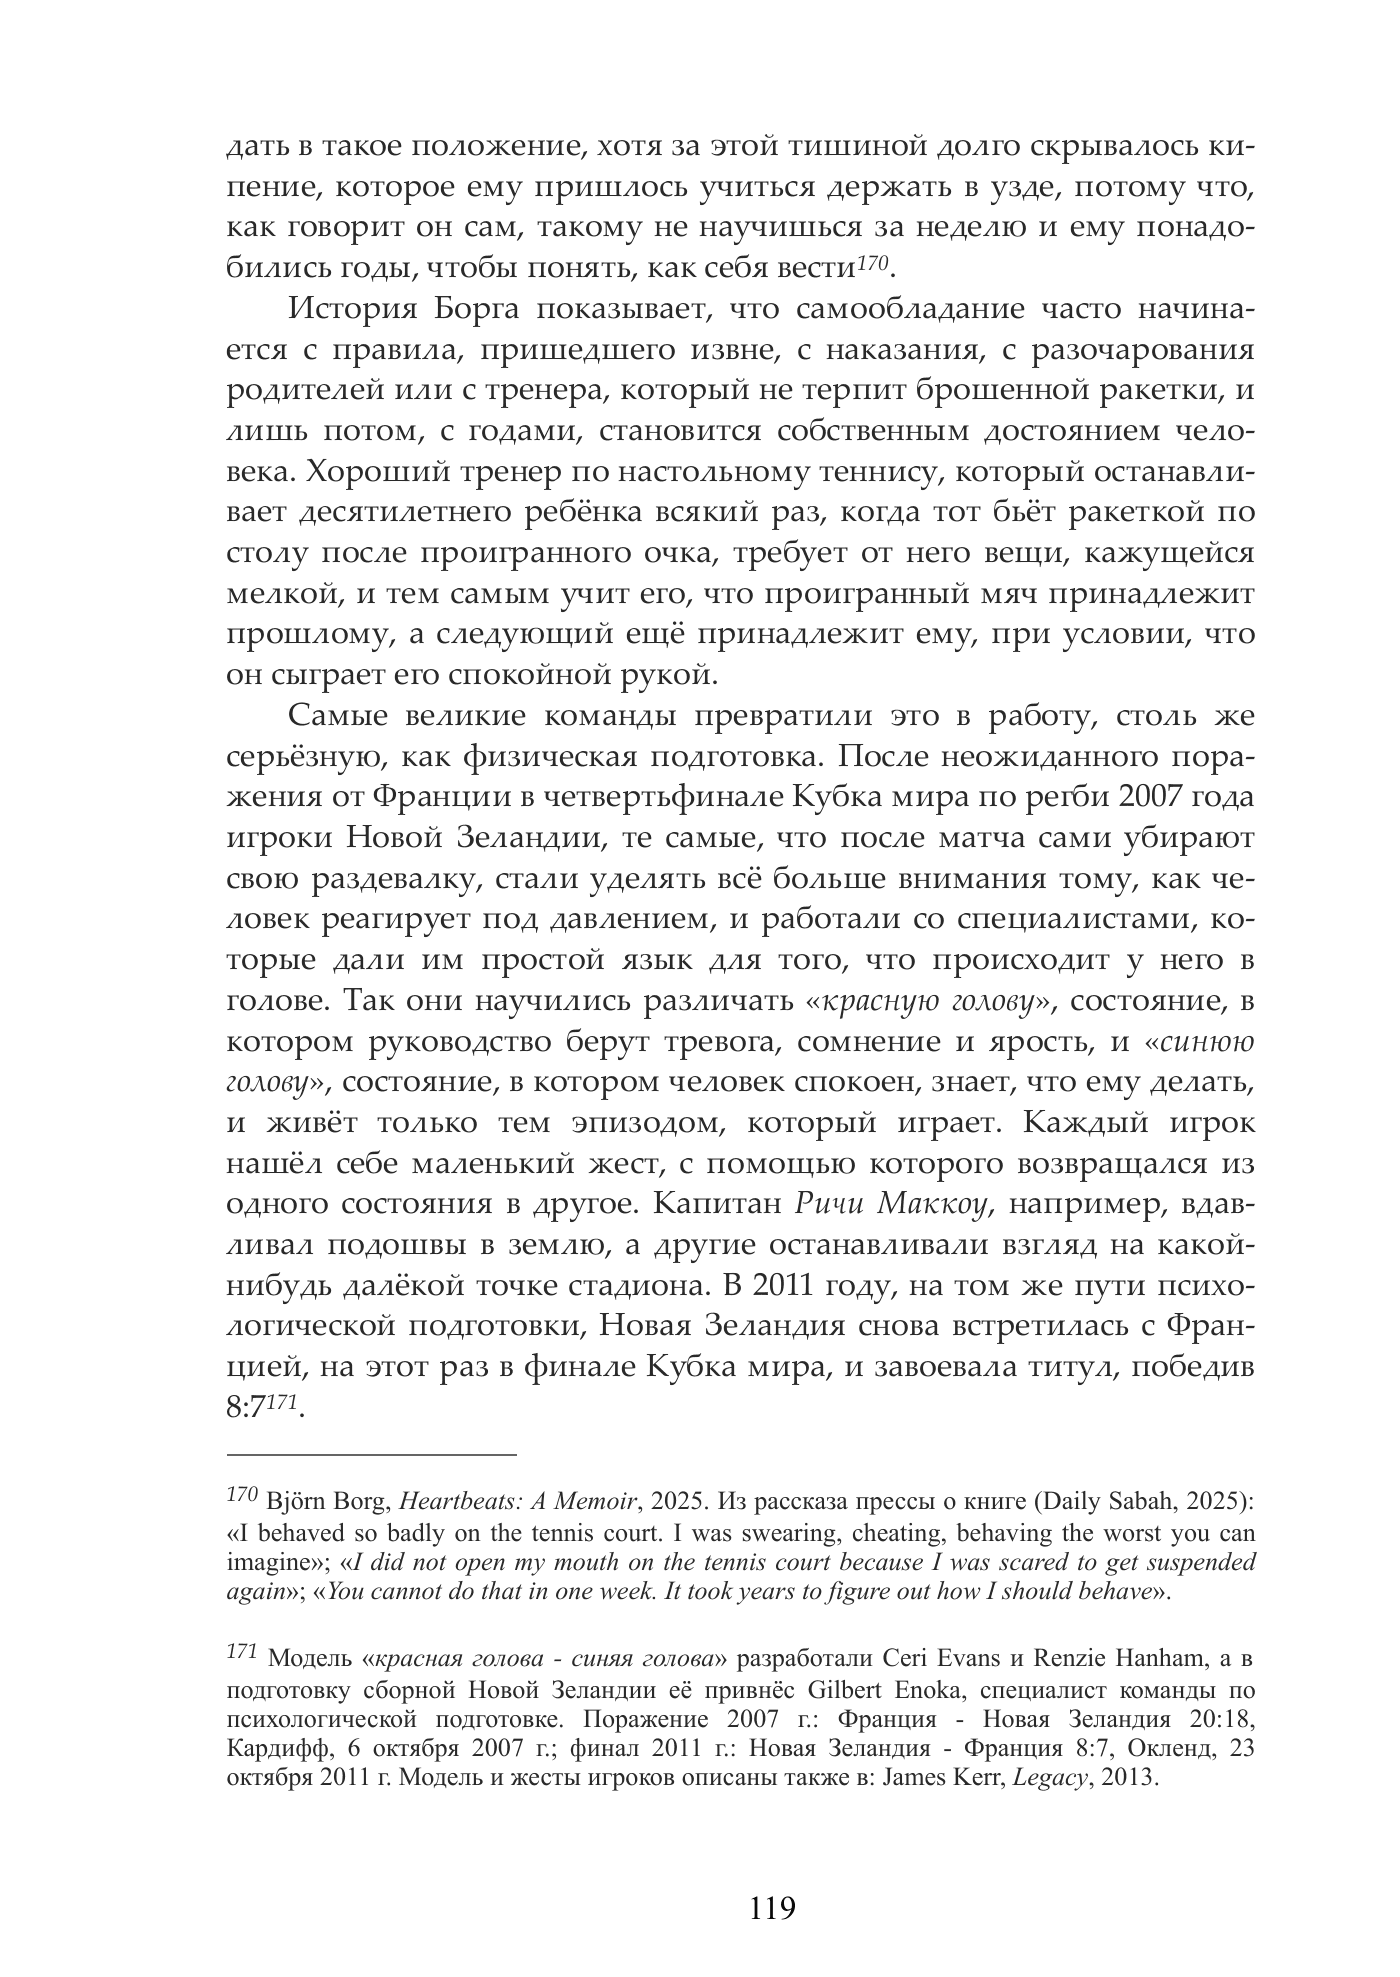 дать в такое положение, хотя за этой тишиной долго скрывалось ки-
пение, которое ему пришлось учиться держать в узде, потому что,
как говорит он сам, такому не научишься за неделю и ему понадо-
бились годы, чтобы понять, как себя вести170.
История Борга показывает, что самообладание часто начина-
ется с правила, пришедшего извне, с наказания, с разочарования
родителей или с тренера, который не терпит брошенной ракетки, и
лишь потом, с годами, становится собственным достоянием чело-
века. Хороший тренер по настольному теннису, который останавли-
вает десятилетнего ребёнка всякий раз, когда тот бьёт ракеткой по
столу после проигранного очка, требует от него вещи, кажущейся
мелкой, и тем самым учит его, что проигранный мяч принадлежит
прошлому, а следующий ещё принадлежит ему, при условии, что
он сыграет его спокойной рукой.
Самые великие команды превратили это в работу, столь же
серьёзную, как физическая подготовка. После неожиданного пора-
жения от Франции в четвертьфинале Кубка мира по регби 2007 года
игроки Новой Зеландии, те самые, что после матча сами убирают
свою раздевалку, стали уделять всё больше внимания тому, как че-
ловек реагирует под давлением, и работали со специалистами, ко-
торые дали им простой язык для того, что происходит у него в
голове. Так они научились различать «красную голову», состояние, в
котором руководство берут тревога, сомнение и ярость, и «синюю
голову», состояние, в котором человек спокоен, знает, что ему делать,
и живёт только тем эпизодом, который играет. Каждый игрок
нашёл себе маленький жест, с помощью которого возвращался из
одного состояния в другое. Капитан Ричи Маккоу, например, вдав-
ливал подошвы в землю, а другие останавливали взгляд на какой-
нибудь далёкой точке стадиона. В 2011 году, на том же пути психо-
логической подготовки, Новая Зеландия снова встретилась с Фран-
цией, на этот раз в финале Кубка мира, и завоевала титул, победив
8:7171.
170 Björn Borg, Heartbeats: A Memoir, 2025. Из рассказа прессы о книге (Daily Sabah, 2025):
«I behaved so badly on the tennis court. I was swearing, cheating, behaving the worst you can
imagine»; «I did not open my mouth on the tennis court because I was scared to get suspended
again»; «You cannot do that in one week. It took years to figure out how I should behave».
171 Модель «красная голова - синяя голова» разработали Ceri Evans и Renzie Hanham, а в
подготовку сборной Новой Зеландии её привнёс Gilbert Enoka, специалист команды по
психологической подготовке. Поражение 2007 г.: Франция - Новая Зеландия 20:18,
Кардифф, 6 октября 2007 г.; финал 2011 г.: Новая Зеландия - Франция 8:7, Окленд, 23
октября 2011 г. Модель и жесты игроков описаны также в: James Kerr, Legacy, 2013.
119